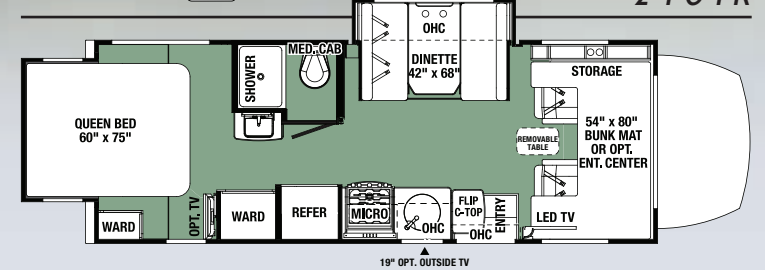 OHC
DINETTE
42" x 68"
MED. CAB
SHOWER
STORAGE
QUEEN BED
60" x 75"
54" x 80"
BUNK MAT
OR OPT.
ENT. CENTER
REMOVABLE
TABLE
WARD
OPT. TV
WARD
REFER
MICRO
OHC
FLIP
C-TOP
OHC
ENTRY
LED TV
19" OPT. OUTSIDE TV